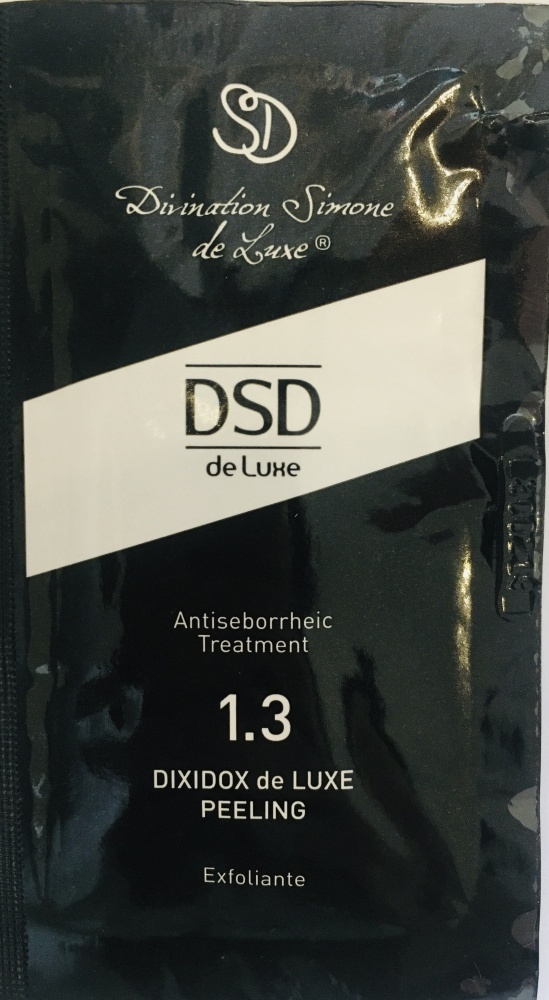 SD
Divination Simone
de Luxe ®
DSD
de Luxe
Antiseborrheic
Treatment
1.3
DIXIDOX de LUXE
PEELING
Exfoliante